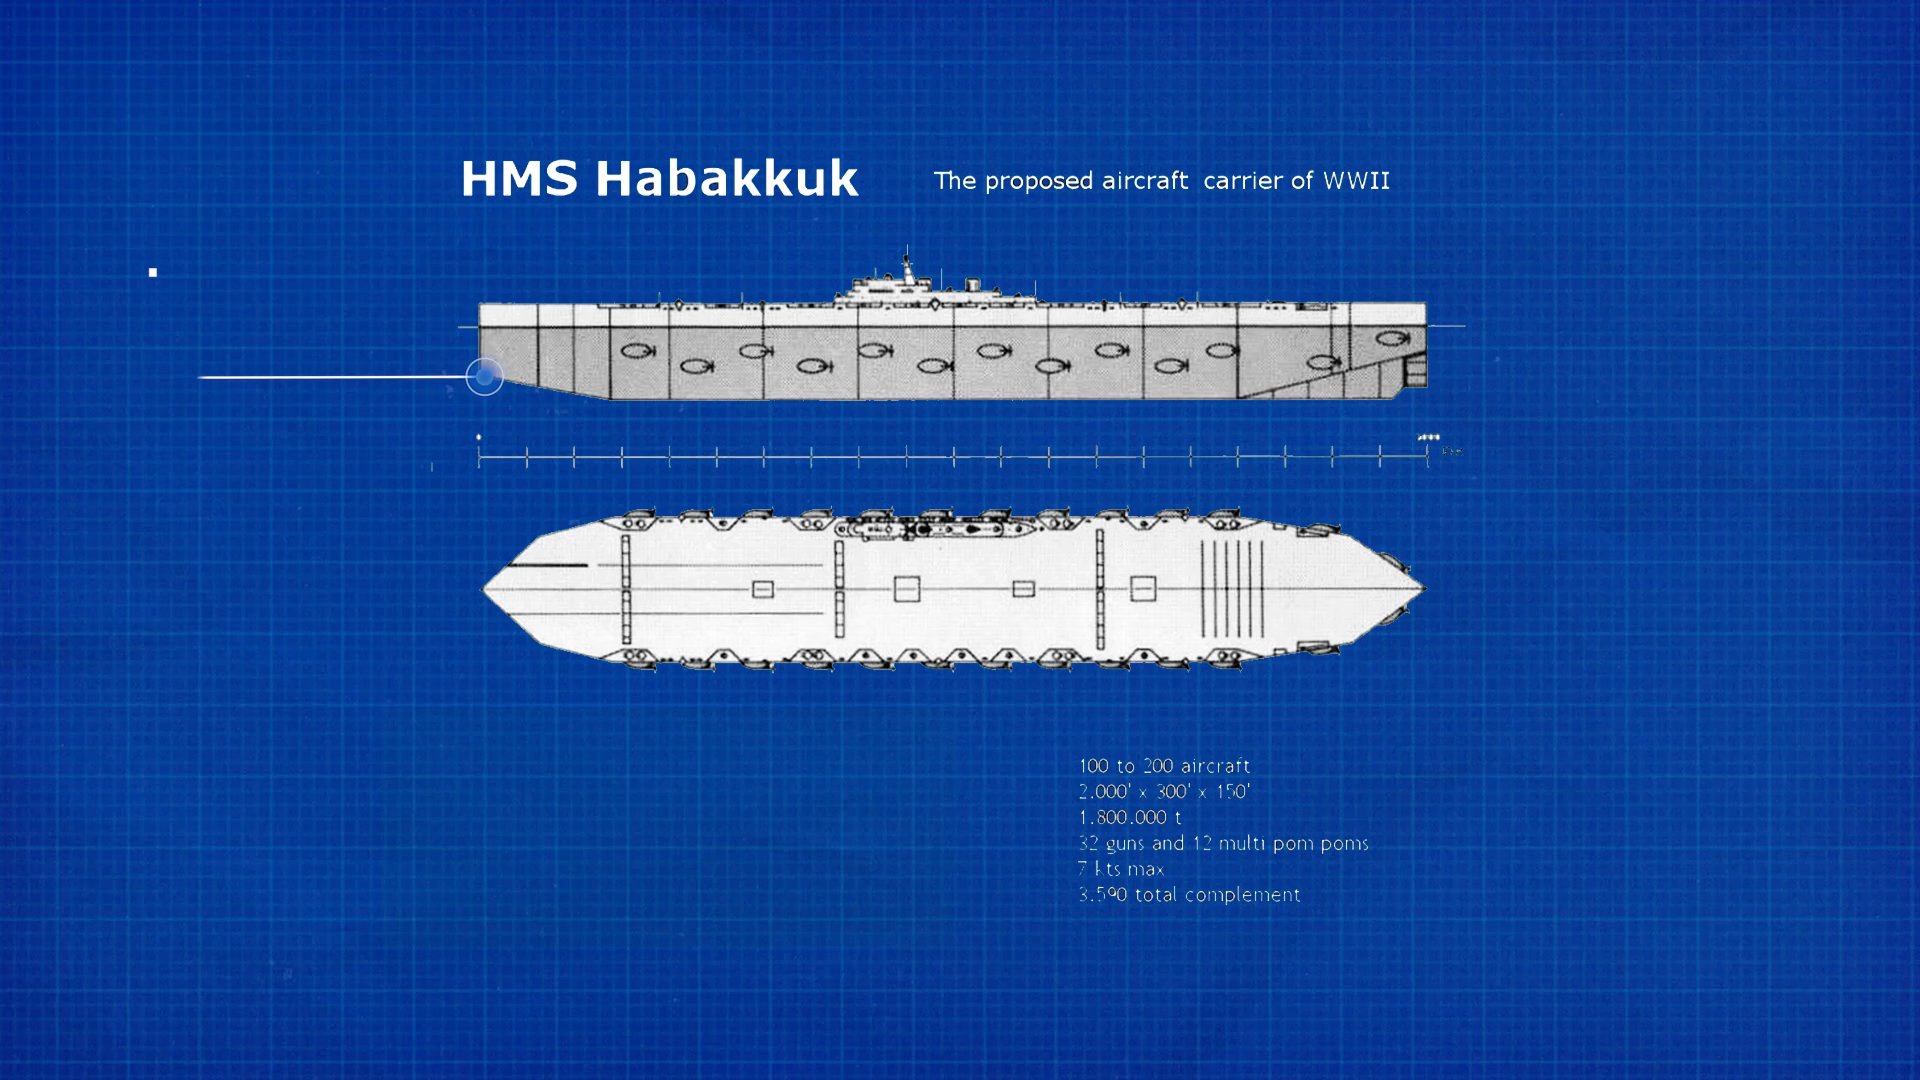 HMS Habakkuk
The proposed aircraft carrier of WWII
100 to 200 aircraft
2.000' x 300' x 150'
1.800.000 t
32 guns and 12 multi pom poms
7 kts max
3.590 total complement